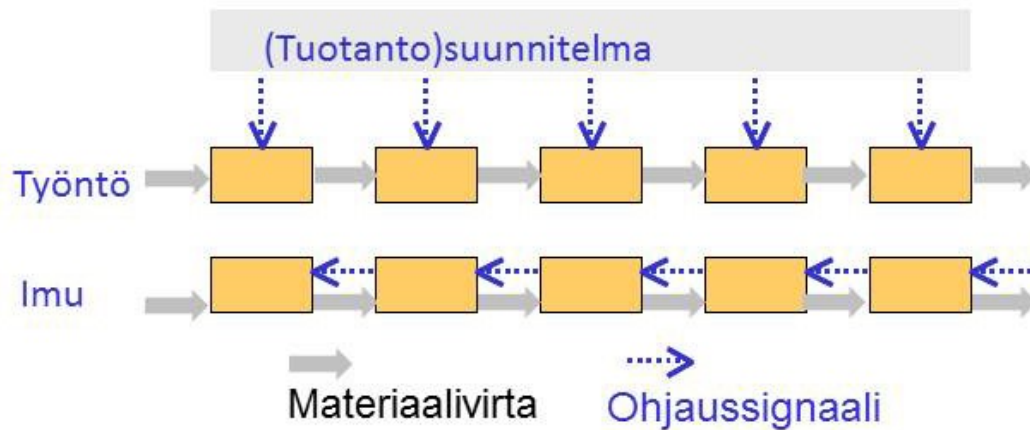 (Tuotanto)suunnitelma
Työntö
Imu
Materiaalivirta
Ohjaussignaali